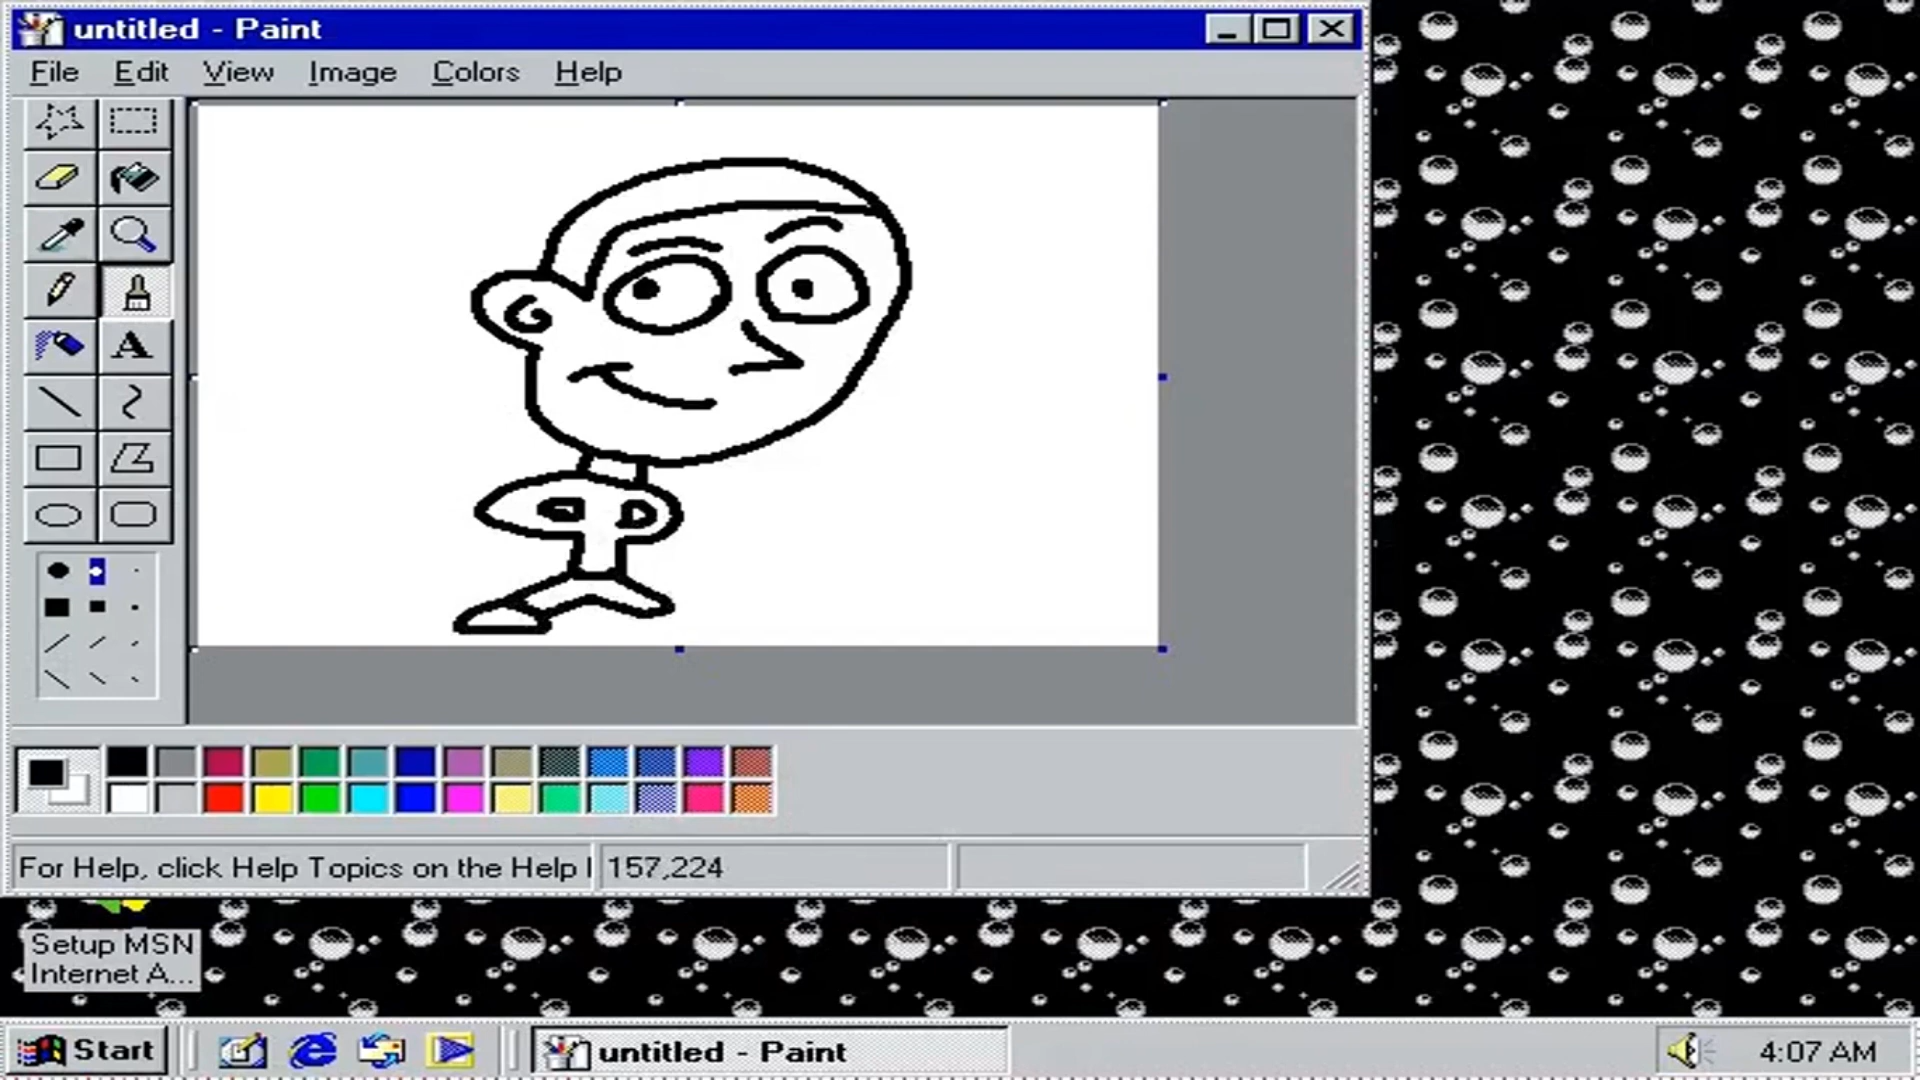 untitled - Paint
File Edit View Image Colors Help
A
For Help, click Help Topics on the Help
157,224
Setup MSN
Internet A...
Start
untitled - Paint
4:07 AM